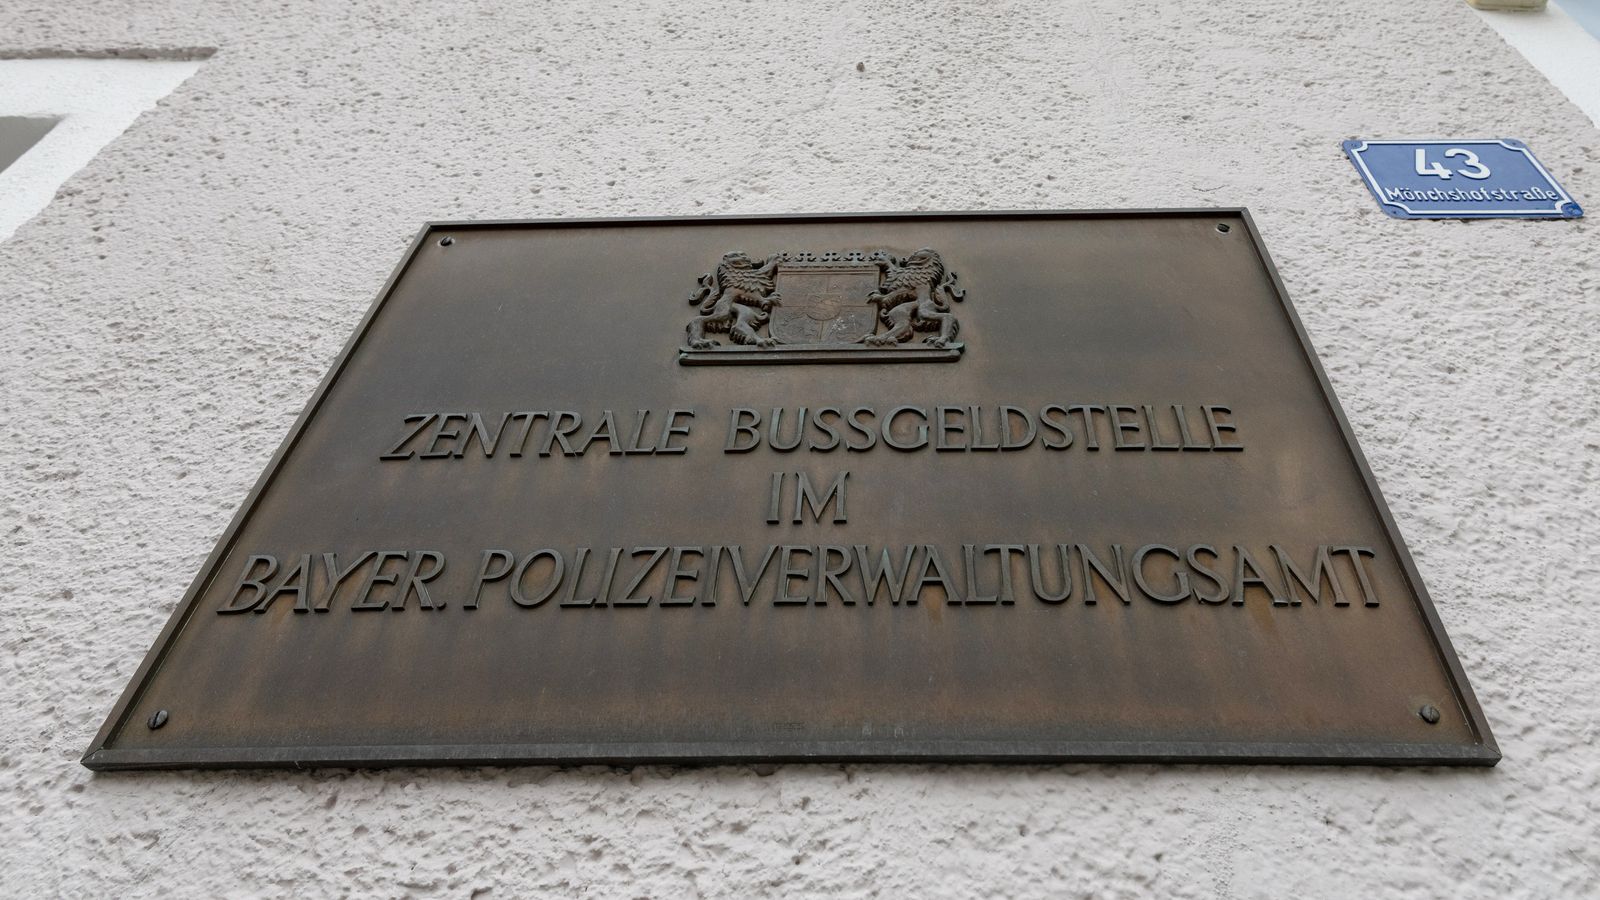 43
Mönchshofstraße
ZENTRALE BUSSGELDSTELLE
IM
BAYER. POLIZEIVERWALTUNGSAMT